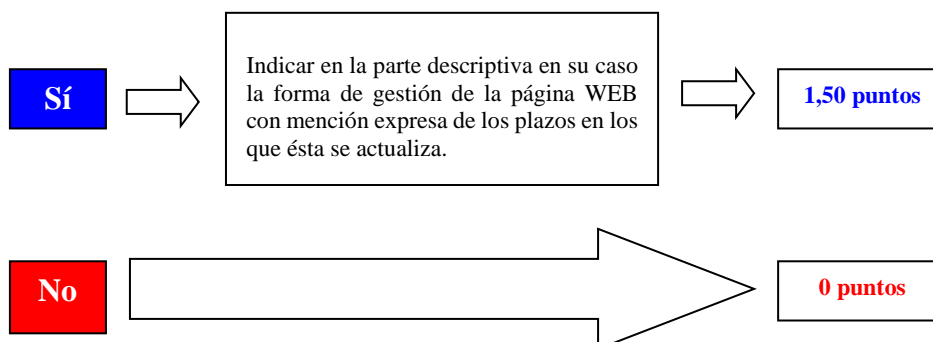 Sí
Indicar en la parte descriptiva en su caso
la forma de gestión de la página WEB
con mención expresa de los plazos en los
que ésta se actualiza.
1,50 puntos
No
0 puntos